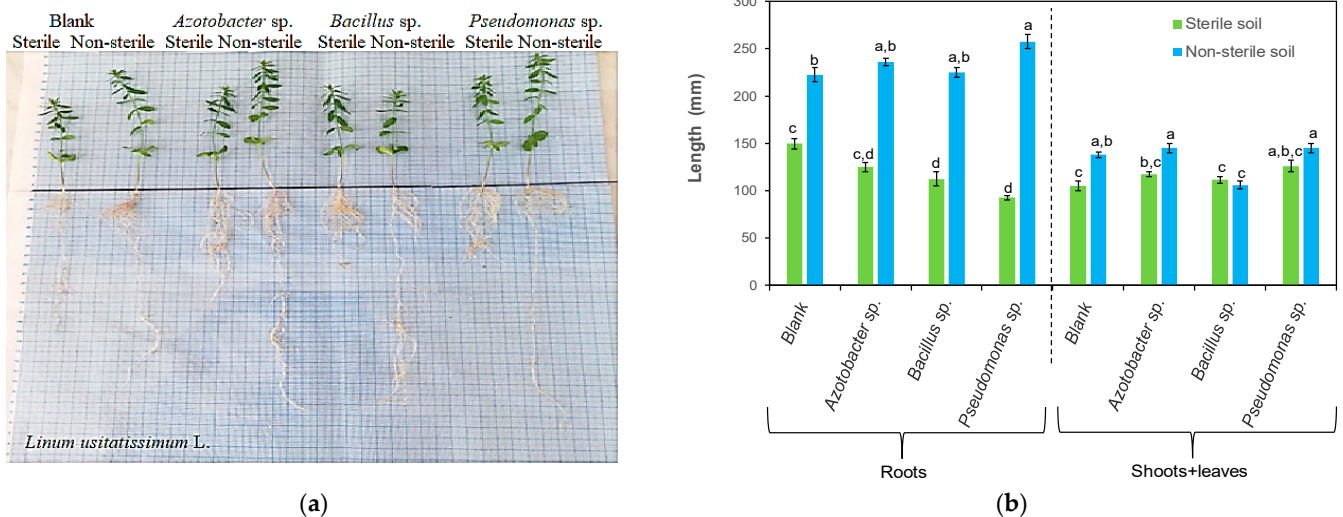 Blank Azotobacter sp. Bacillus sp. Pseudomonas sp.
Sterile Non-sterile Sterile Non-sterile Sterile Non-sterile Sterile Non-sterile
Linum usitatissimum L.
(a)
300
250
200
150
100
50
0
Length (mm)
Sterile soil
Non-sterile soil
c b c,d a,b d a,b d a c a,b b,c a c c a,b,c a
Blank
Azotobacter sp.
Bacillus sp.
Pseudomonas sp.
Blank
Azotobacter sp.
Bacillus sp.
Pseudomonas sp.
Roots
Shoots+leaves
(b)